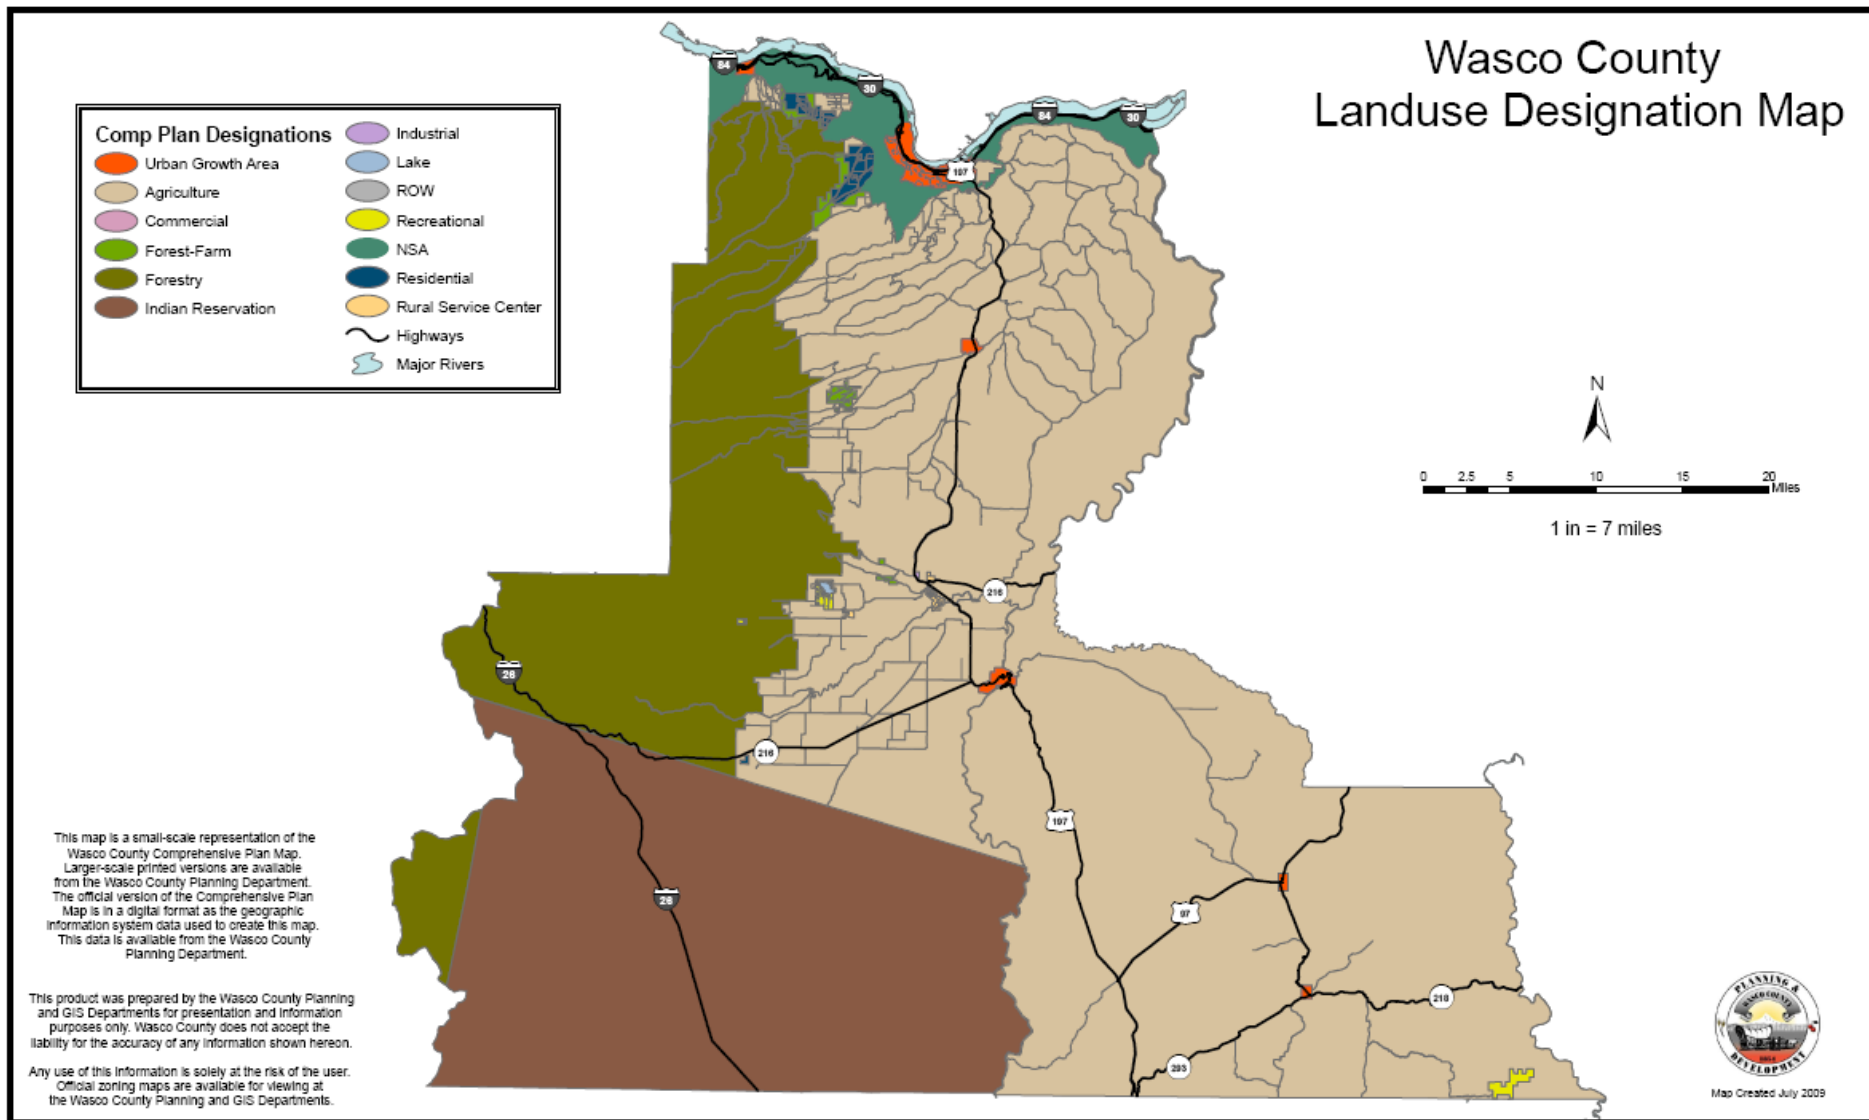 Wasco County
Landuse Designation Map
Comp Plan Designations
Urban Growth Area
Agriculture
Commercial
Forest-Farm
Forestry
Indian Reservation
Industrial
Lake
ROW
Recreational
NSA
Residential
Rural Service Center
Highways
Major Rivers
84
30
84
30
197
216
26
216
197
26
97
218
293
N
0 2.5 5 10 15 20
Miles
1 in = 7 miles
This map is a small-scale representation of the
Wasco County Comprehensive Plan Map.
Larger-scale printed versions are available
from the Wasco County Planning Department.
The official version of the Comprehensive Plan
Map is in a digital format as the geographic
information system data used to create this map.
This data is available from the Wasco County
Planning Department.
This product was prepared by the Wasco County Planning
and GIS Departments for presentation and information
purposes only. Wasco County does not accept the
liability for the accuracy of any information shown hereon.
Any use of this information is solely at the risk of the user.
Official zoning maps are available for viewing at
the Wasco County Planning and GIS Departments.
PLANNING &
WASCO COUNTY
DEVELOPMENT
Map Created July 2009